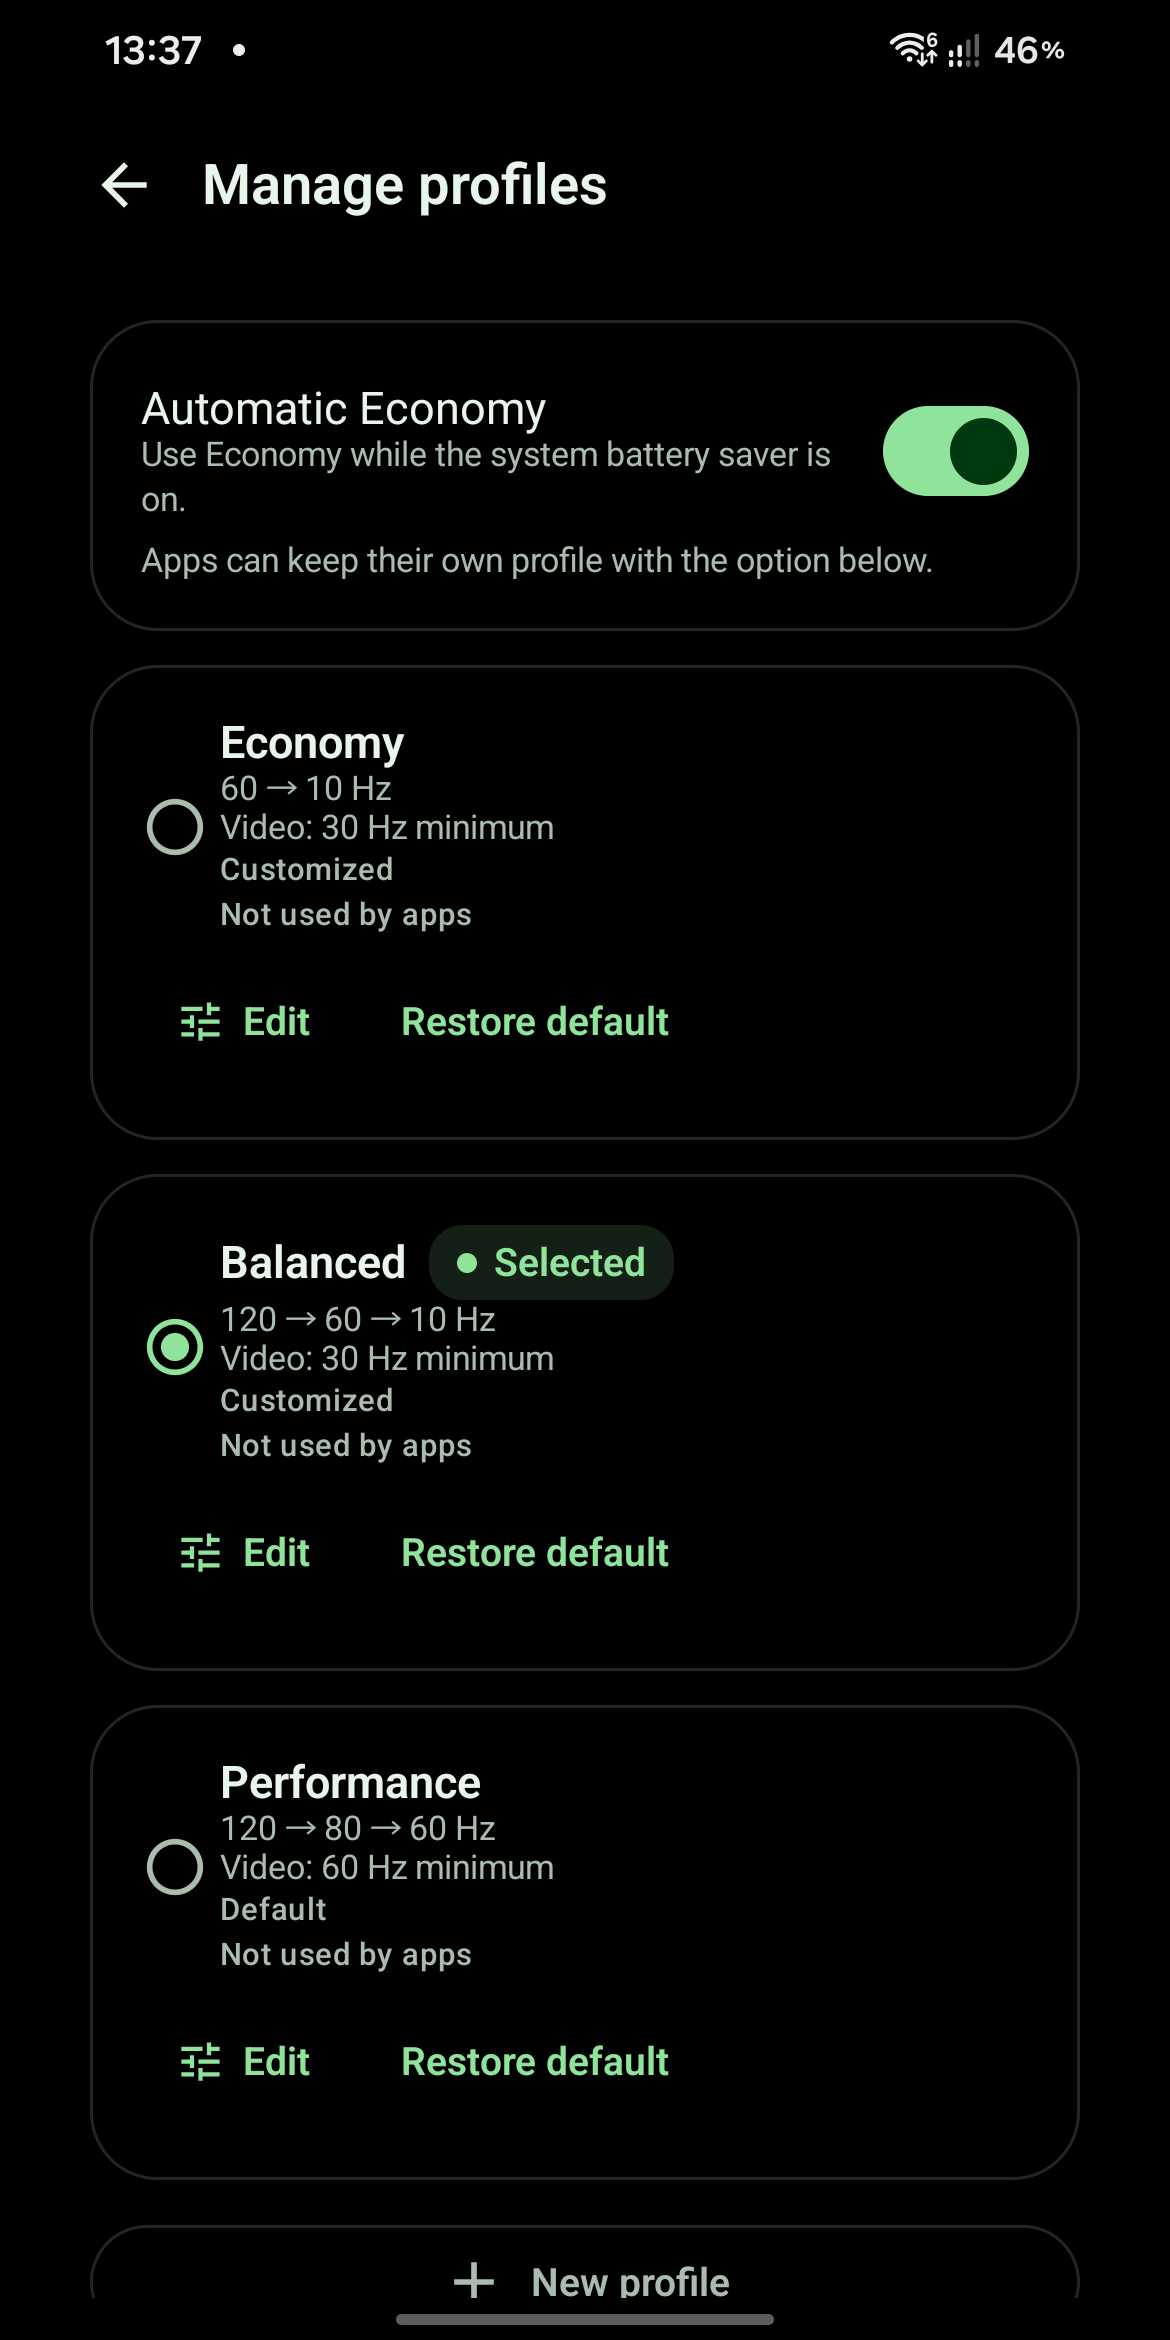 13:37
6
46%
Manage profiles
Automatic Economy
Use Economy while the system battery saver is
on.
Apps can keep their own profile with the option below.
Economy
60 → 10 Hz
Video: 30 Hz minimum
Customized
Not used by apps
Edit Restore default
Balanced Selected
120 → 60 → 10 Hz
Video: 30 Hz minimum
Customized
Not used by apps
Edit Restore default
Performance
120 → 80 → 60 Hz
Video: 60 Hz minimum
Default
Not used by apps
Edit Restore default
New profile